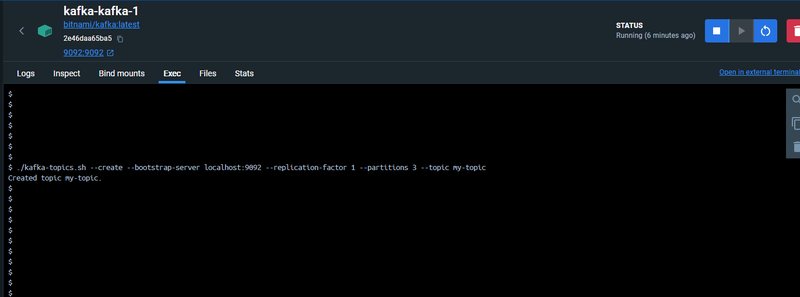 kafka-kafka-1
bitnami/kafka:latest
2e46daa65ba5
9092:9092
STATUS
Running (6 minutes ago)
Logs Inspect Bind mounts Exec Files Stats
Open in external terminal
$
$
$
$
$
$
$
$ ./kafka-topics.sh --create --bootstrap-server localhost:9092 --replication-factor 1 --partitions 3 --topic my-topic
Created topic my-topic.
$
$
$
$
$
$
$
$
$
$
$